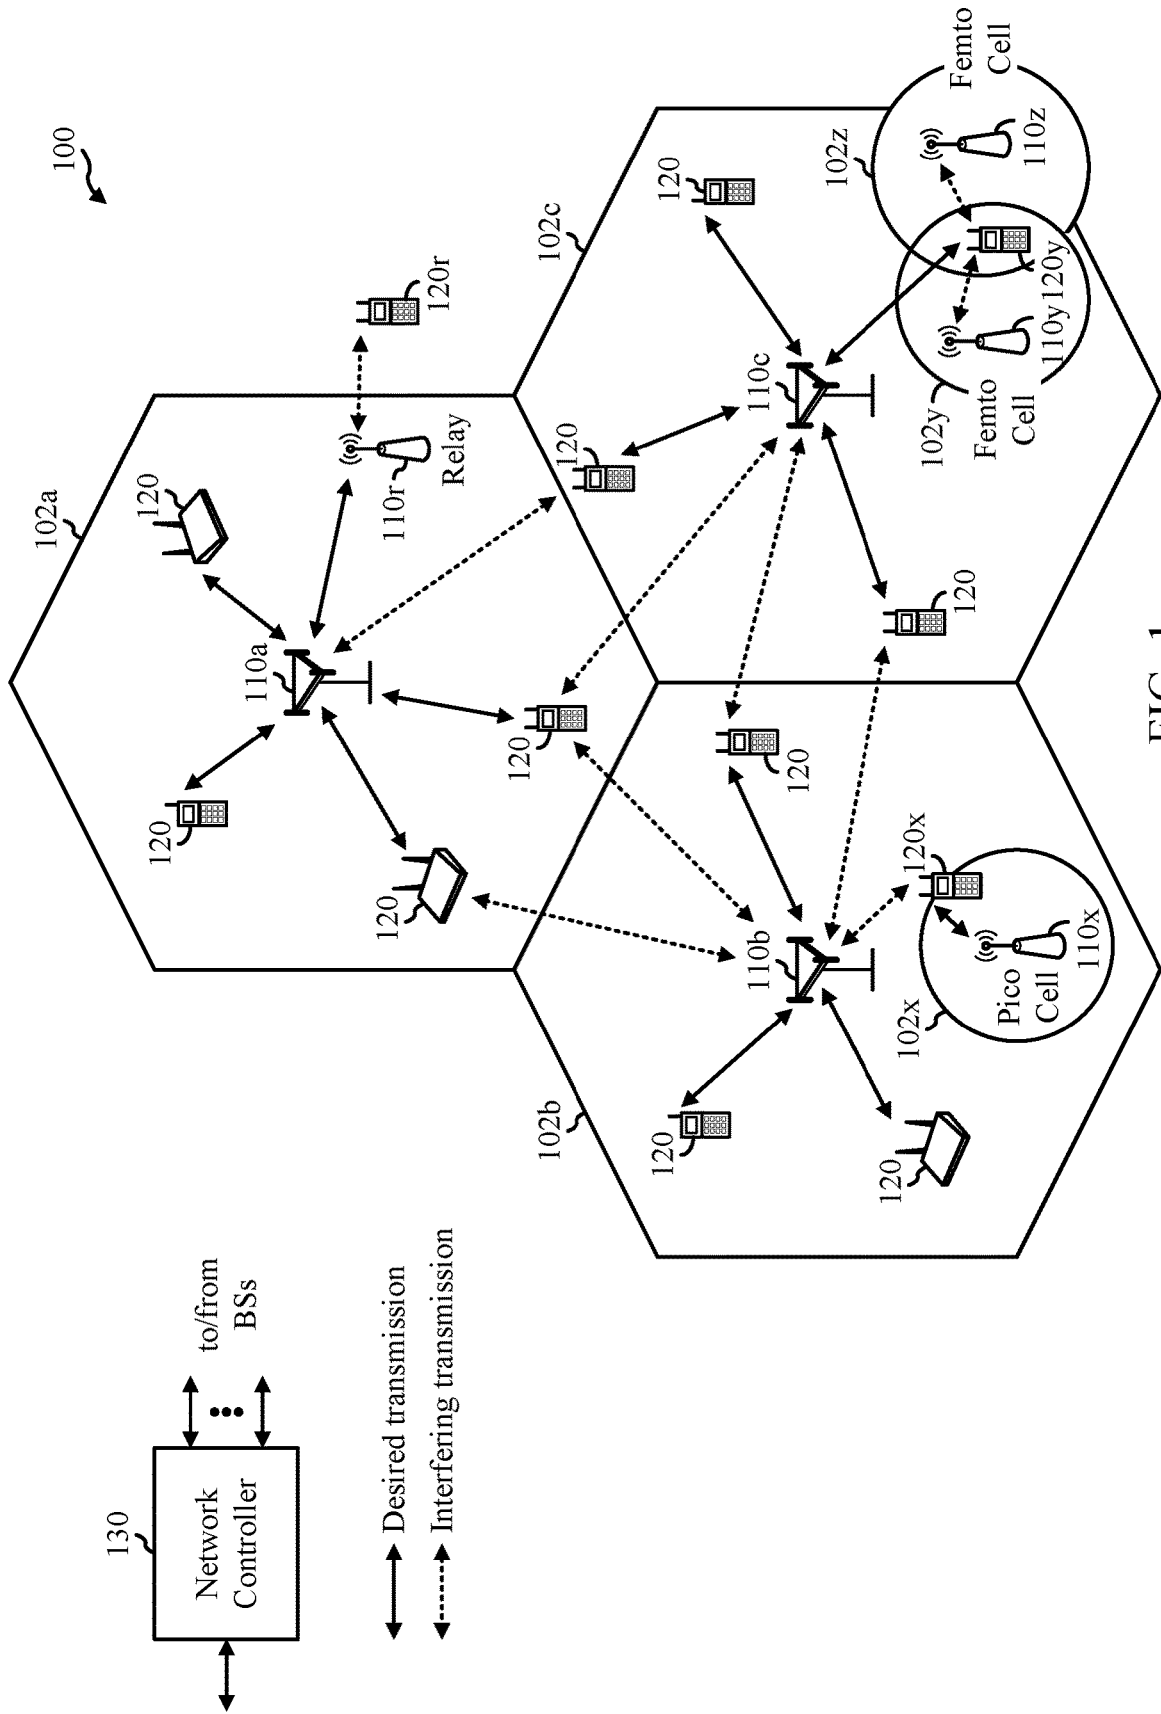 100
130
Network
Controller
to/from
BSs
Desired transmission
Interfering transmission
102a
120
120
110a
120
110r
Relay
120r
120
120
102b
102c
120
120
110b
110c
120
120
120
120x
102x
Pico
Cell
110x
102y
102z
Femto
Cell
110y
120y
Femto
Cell
110z
FIG. 1